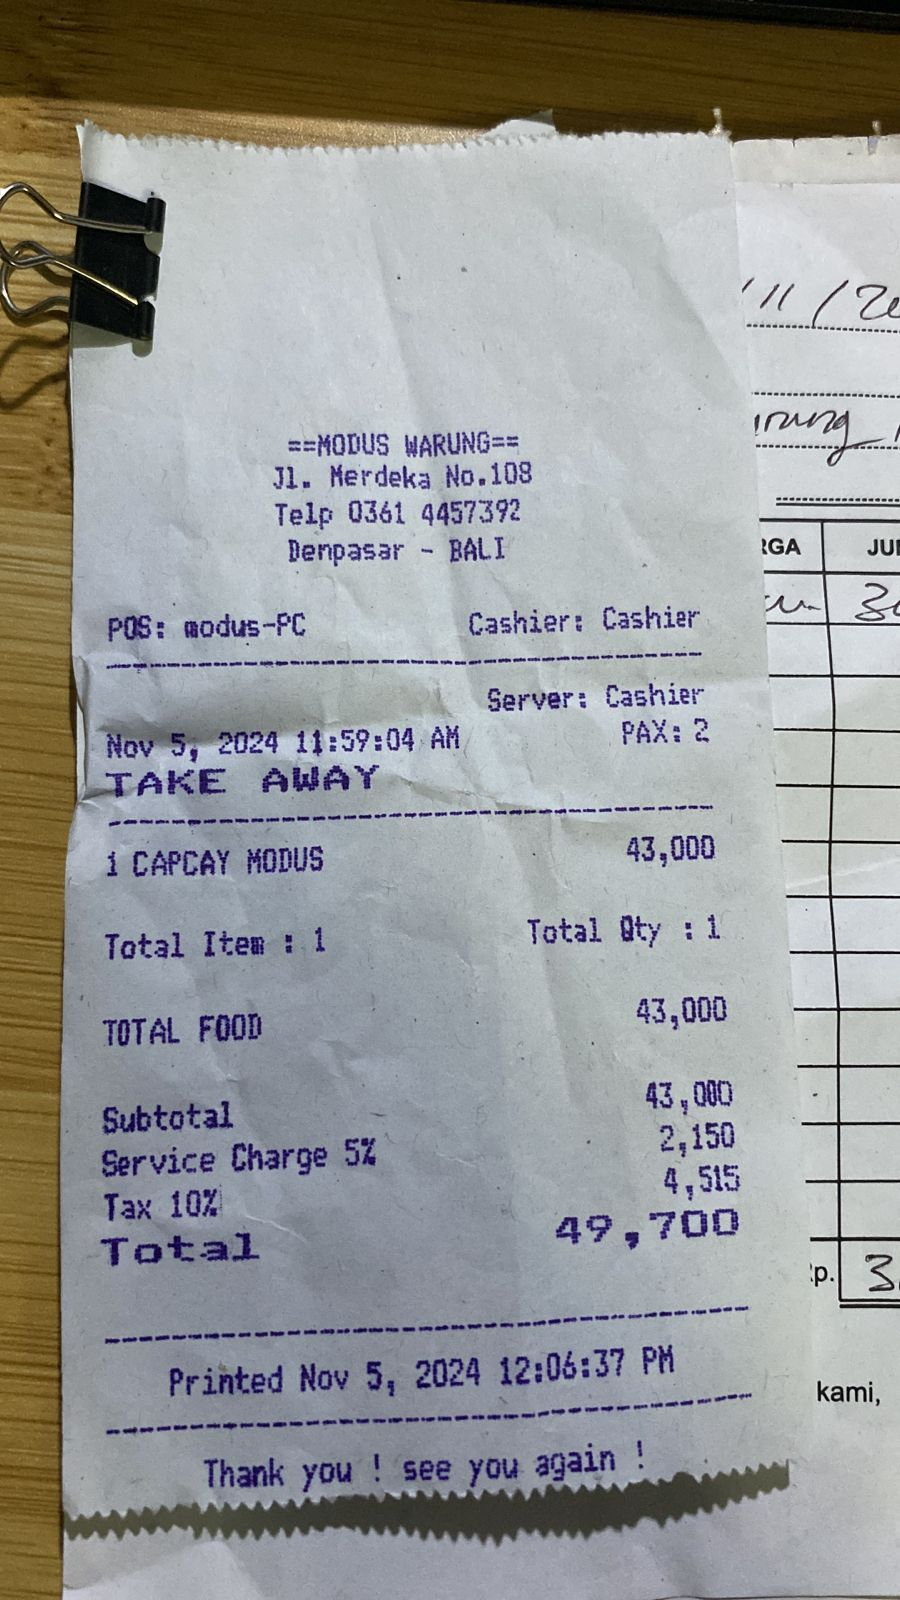 ==MODUS WARUNG==
Jl. Merdeka No.108
Telp 0361 4457392
Denpasar - BALI
POS: modus-PC Cashier: Cashier
Server: Cashier
Nov 5, 2024 11:59:04 AM PAX: 2
TAKE AWAY
1 CAPCAY MODUS 43,000
Total Item : 1 Total Qty : 1
TOTAL FOOD 43,000
Subtotal 43,000
Service Charge 5% 2,150
Tax 10% 4,515
Total 49,700
Printed Nov 5, 2024 12:06:37 PM
Thank you ! see you again !
kami,